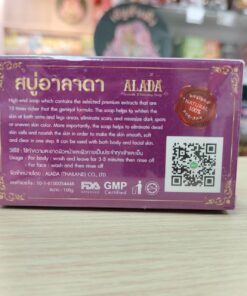 สบู่อาลาดา ALADA
High end soap which contains the selected premium extracts that are
10 times richer than the general formula. This soap helps to whiten the
skin at both arms and legs areas, eliminate scars, and minimize dark spots
or uneven skin color. More importantly, the soap helps to eliminate dead
skin cells and nourish the skin in order to make the skin smooth, soft
and clear in one step. It can be used with both body and facial skin.
Usage - for body : wash and leave for 3-5 minutes then rinse off
- For face : wash and then rinse off
ALADA (THAILAND) CO., LTD
FDA GMP
NATURAL
100%